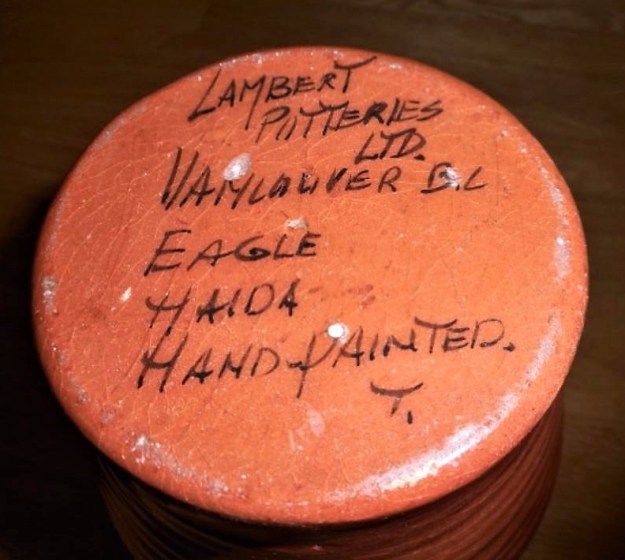 LAMBERT
POTTERIES
LTD.
VANCOUVER B.C
EAGLE
HAIDA
HAND-PAINTED.
T.